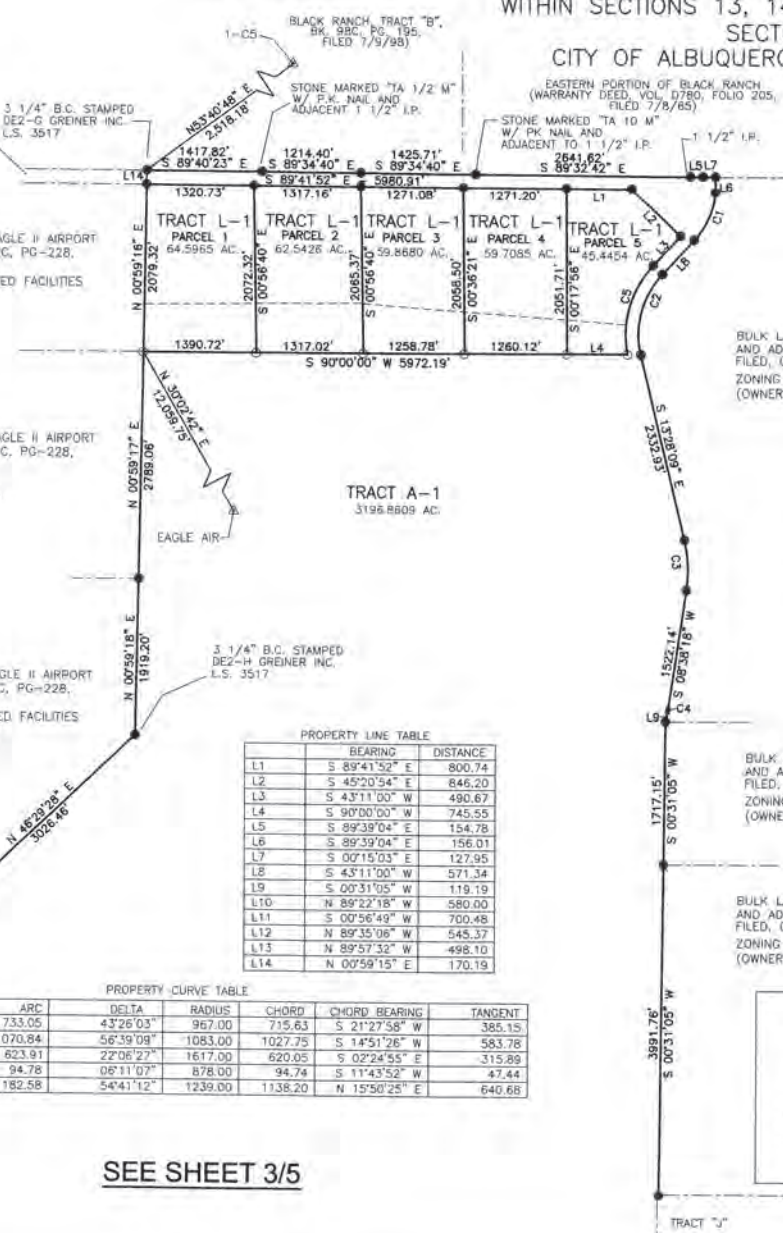 WITHIN SECTIONS 13, 14
SECTI
CITY OF ALBUQUERQ
BLACK RANCH, TRACT "B",
BK. 98C, PG. 195,
FILED 7/9/98)
1-C5
EASTERN PORTION OF BLACK RANCH
(WARRANTY DEED, VOL. D780, FOLIO 205,
FILED 7/8/65)
STONE MARKED "TA 1/2 M"
W/ P.K. NAIL AND
ADJACENT 1 1/2" I.P.
STONE MARKED "TA 10 M"
W/ PK NAIL AND
ADJACENT TO 1 1/2" I.P.
1 1/2" I.P.
3 1/4" B.C. STAMPED
DE2-G GREINER INC.
L.S. 3517
N53°40'48" E
2,518.18'
1417.82'
S 89°40'23" E
1214.40'
S 89°34'40" E
1425.71'
S 89°34'40" E
2641.62'
S 89°32'42" E
L5 L7
L14
L6
S 89°41'52" E 5980.91'
1320.73'
1317.16'
1271.08'
1271.20'
L1
L2
C1
TRACT L-1
PARCEL 1
64.5965 AC.
TRACT L-1
PARCEL 2
62.5426 AC.
TRACT L-1
PARCEL 3
59.8680 AC.
TRACT L-1
PARCEL 4
59.7085 AC.
TRACT L-1
PARCEL 5
45.4454 AC.
L3
L8
C5
C2
N 00°59'16" E
2079.32'
2072.32'
S 00°56'40" E
2065.37'
S 00°56'40" E
2058.50'
S 00°36'21" E
2051.71'
S 00°17'56" E
AGLE II AIRPORT
C, PG-228,
ED FACILITIES
1390.72'
1317.02'
1258.78'
1260.12'
L4
S 90°00'00" W 5972.19'
BULK L
AND AD
FILED, (
ZONING
(OWNER
N 30°02'42" E
12,059.75'
EAGLE AIR
AGLE II AIRPORT
C. PG-228,
N 00°59'17" E
2789.06'
TRACT A-1
3196.8609 AC.
S 13°28'09" E
2332.93'
C3
1522.14'
S 08°38'18" W
C4
L9
N 00°59'18" E
1919.20'
3 1/4" B.C. STAMPED
DE2-H GREINER INC.
L.S. 3517
GLE II AIRPORT
C, PG-228.
ED FACILITIES
N 46°29'28" E
3026.46'
1717.15'
S 00°31'05" W
BULK
AND A
FILED,
ZONING
(OWNE
PROPERTY LINE TABLE
BEARING DISTANCE
L1 S 89°41'52" E 800.74
L2 S 45°20'54" E 846.20
L3 S 43°11'00" W 490.67
L4 S 90°00'00" W 745.55
L5 S 89°39'04" E 154.78
L6 S 89°39'04" E 156.01
L7 S 00°15'03" E 127.95
L8 S 43°11'00" W 571.34
L9 S 00°31'05" W 119.19
L10 N 89°22'18" W 580.00
L11 S 00°56'49" W 700.48
L12 N 89°35'06" W 545.37
L13 N 89°57'32" W 498.10
L14 N 00°59'15" E 170.19
BULK L
AND AD
FILED, (
ZONING
(OWNER
3991.76'
S 00°31'05" W
PROPERTY CURVE TABLE
ARC DELTA RADIUS CHORD CHORD BEARING TANGENT
733.05 43°26'03" 967.00 715.63 S 21°27'58" W 385.15
070.84 56°39'09" 1083.00 1027.75 S 14°51'26" W 583.78
623.91 22°06'27" 1617.00 620.05 S 02°24'55" E 315.89
94.78 06°11'07" 878.00 94.74 S 11°43'52" W 47.44
182.58 54°41'12" 1239.00 1138.20 N 15°50'25" E 640.68
SEE SHEET 3/5
TRACT "J"